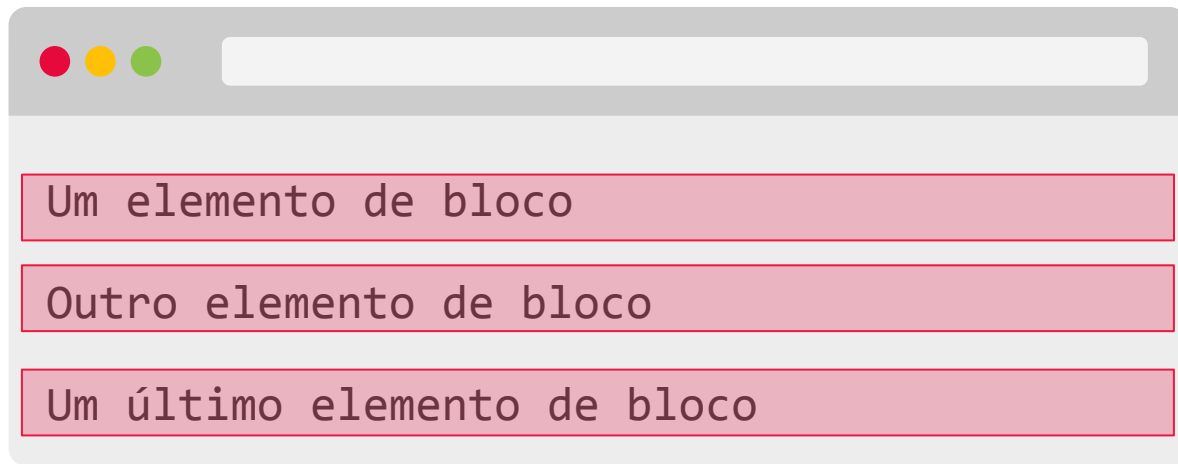 Um elemento de bloco
Outro elemento de bloco
Um último elemento de bloco